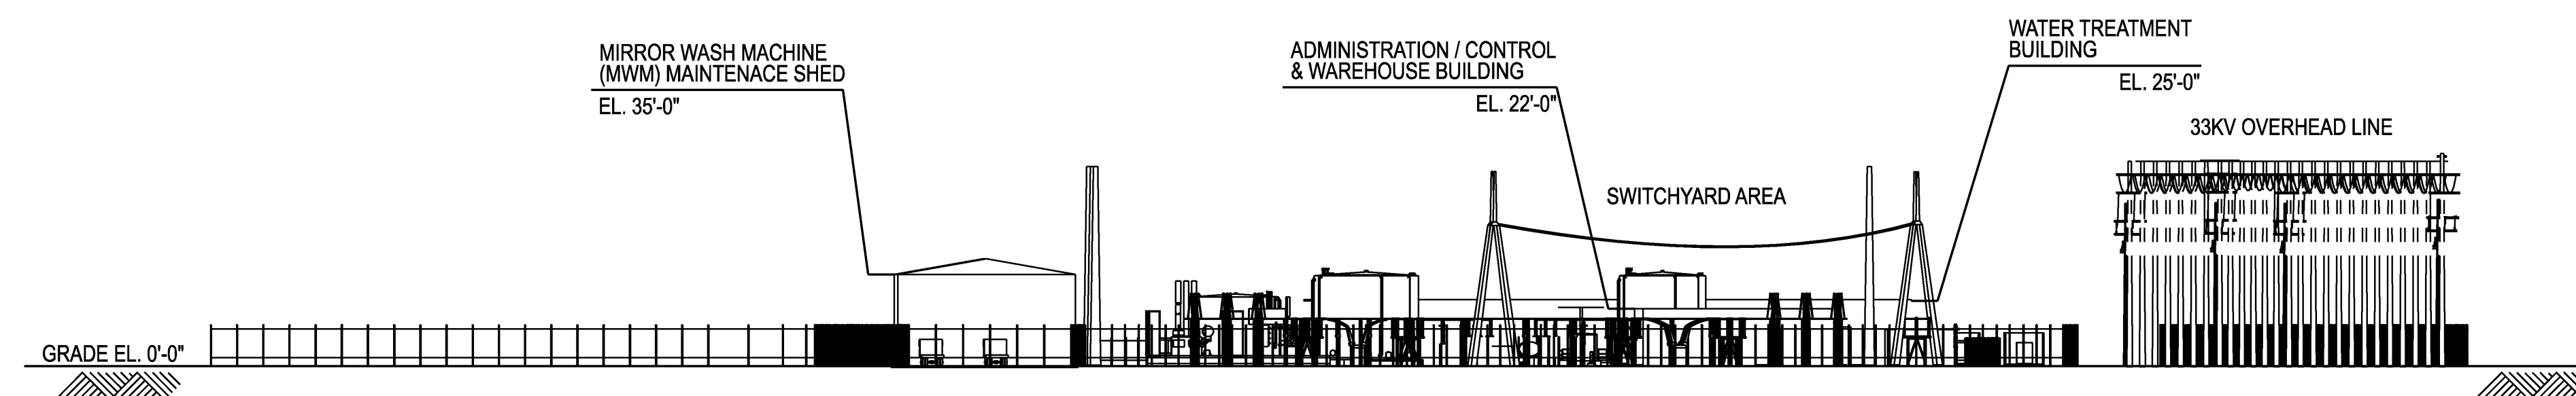 MIRROR WASH MACHINE
(MWM) MAINTENACE SHED
EL. 35'-0"
ADMINISTRATION / CONTROL
& WAREHOUSE BUILDING
EL. 22'-0"
WATER TREATMENT
BUILDING
EL. 25'-0"
33KV OVERHEAD LINE
SWITCHYARD AREA
GRADE EL. 0'-0"